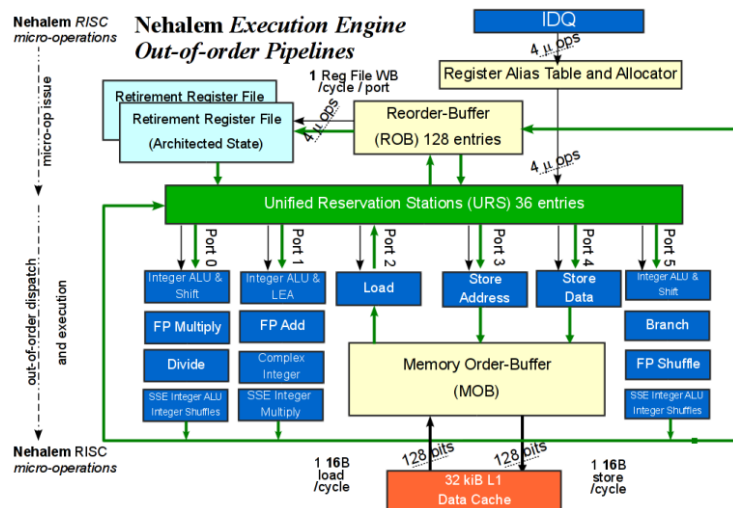 Nehalem RISC
micro-operations
Nehalem Execution Engine
Out-of-order Pipelines
IDQ
4 μ ops
Register Alias Table and Allocator
micro-op issue
1 Reg File WB
/cycle / port
Retirement Register File
Retirement Register File
(Architected State)
4 μ ops
Reorder-Buffer
(ROB) 128 entries
4 μ ops
Unified Reservation Stations (URS) 36 entries
out-of-order dispatch
and execution
Port 0
Port 1
Port 2
Port 3
Port 4
Port 5
Integer ALU &
Shift
Integer ALU &
LEA
Load
Store
Address
Store
Data
Integer ALU &
Shift
FP Multiply
FP Add
Branch
Divide
Complex
Integer
Memory Order-Buffer
(MOB)
FP Shuffle
SSE Integer ALU
Integer Shuffles
SSE Integer
Multiply
SSE Integer ALU
Integer Shuffles
Nehalem RISC
micro-operations
1 16B
load
/cycle
128 bits
128 bits
1 16B
store
/cycle
32 kiB L1
Data Cache